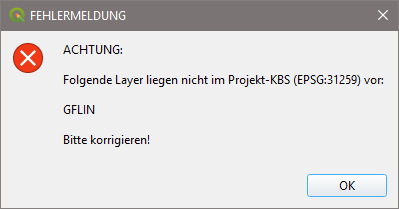 FEHLERMELDUNG
ACHTUNG:
Folgende Layer liegen nicht im Projekt-KBS (EPSG:31259) vor:
GFLIN
Bitte korrigieren!
OK